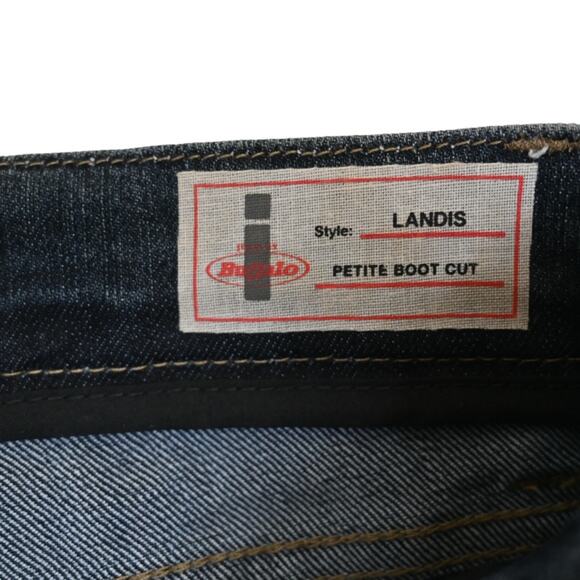 Buffalo
Style: LANDIS
PETITE BOOT CUT